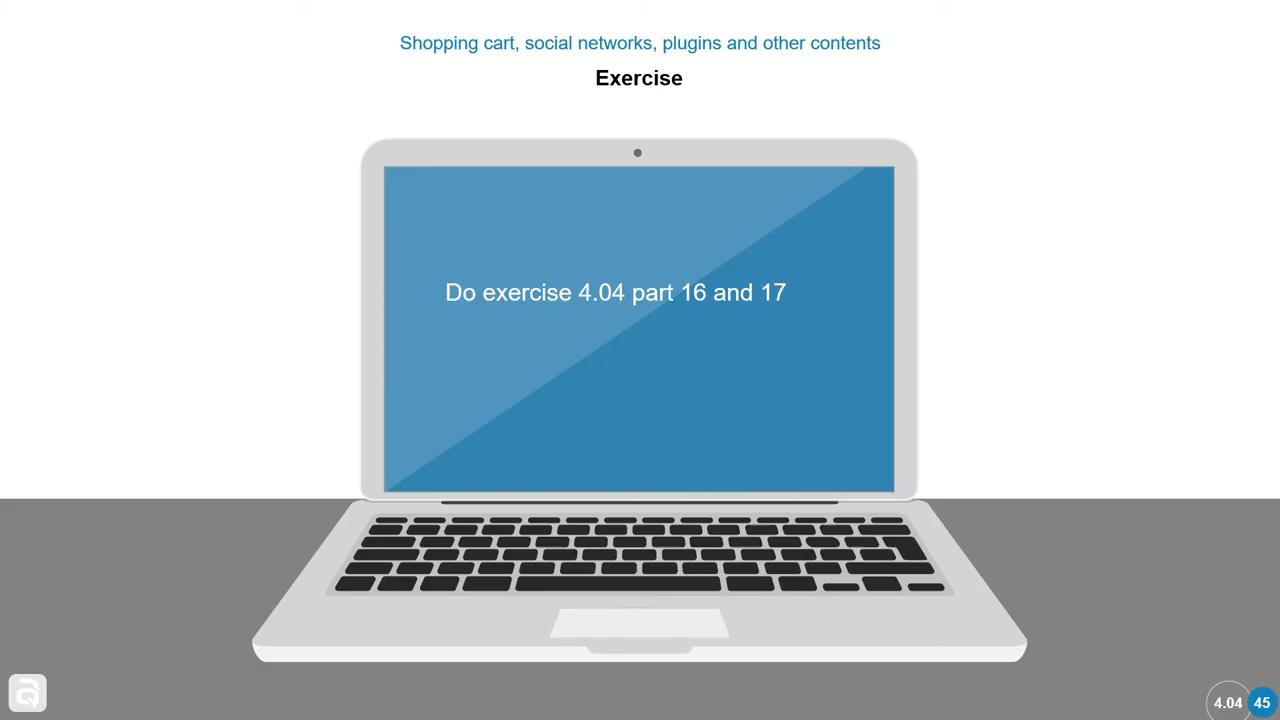 Shopping cart, social networks, plugins and other contents
Exercise
Do exercise 4.04 part 16 and 17
4.04 45